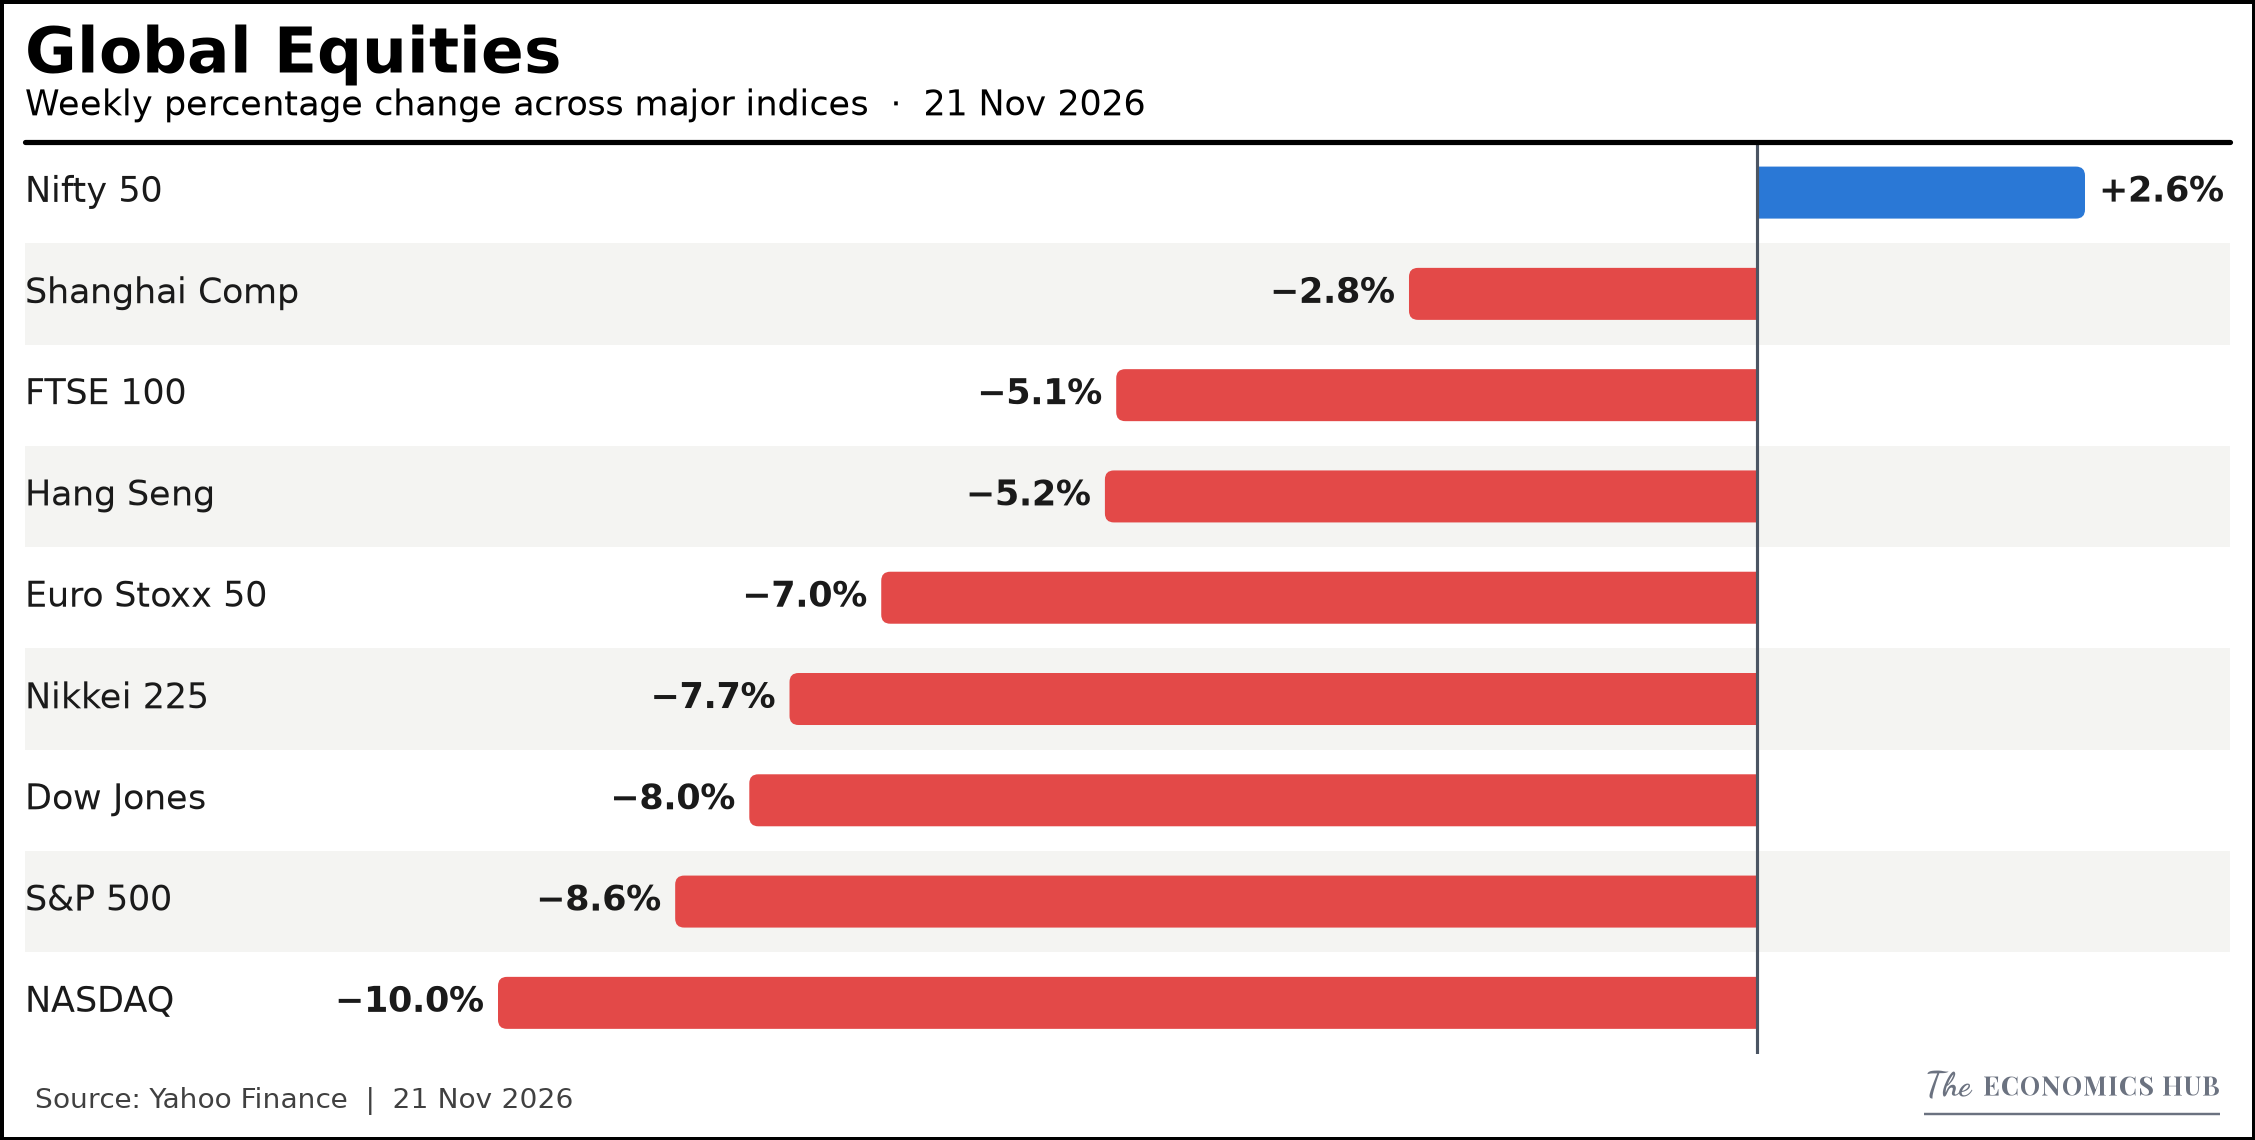 Global Equities
Weekly percentage change across major indices · 21 Nov 2026
Nifty 50 +2.6%
Shanghai Comp −2.8%
FTSE 100 −5.1%
Hang Seng −5.2%
Euro Stoxx 50 −7.0%
Nikkei 225 −7.7%
Dow Jones −8.0%
S&P 500 −8.6%
NASDAQ −10.0%
Source: Yahoo Finance | 21 Nov 2026
The ECONOMICS HUB